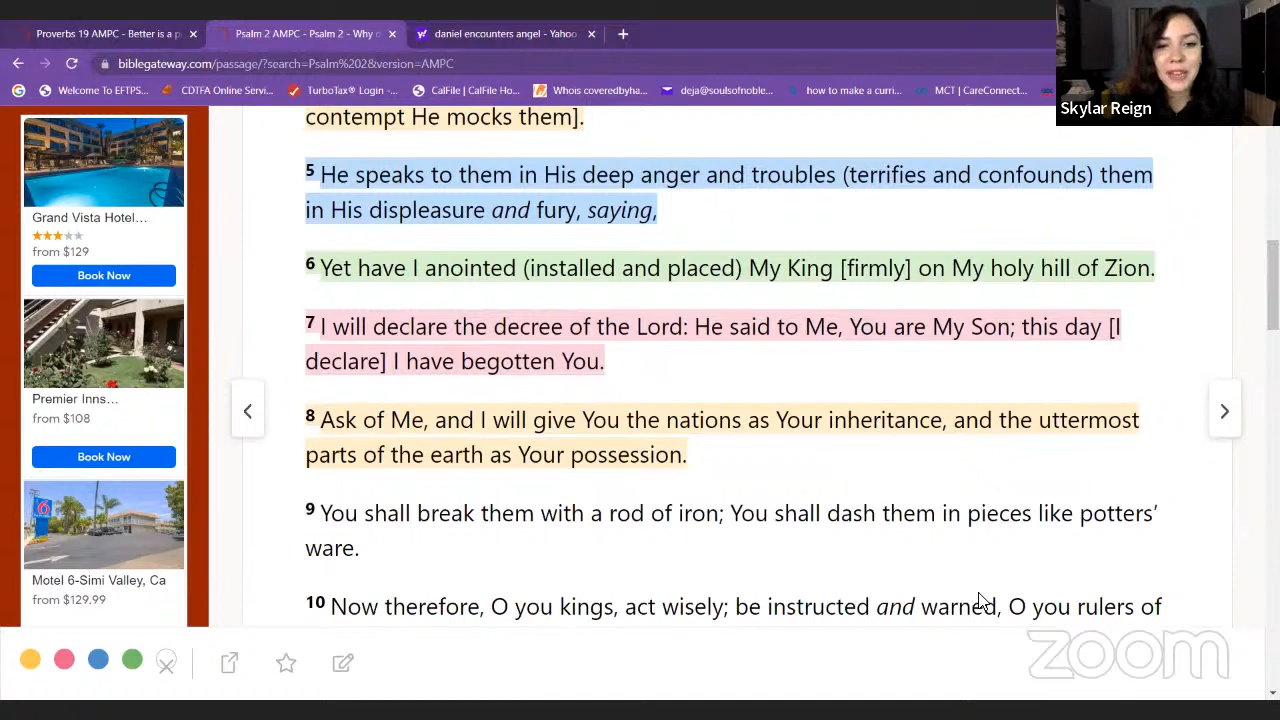 Proverbs 19 AMPC - Better is a p
Psalm 2 AMPC - Psalm 2 - Why
daniel encounters angel - Yahoo
biblegateway.com/passage/?search=Psalm%202&version=AMPC
Welcome To EFTPS...
CDTFA Online Servic...
TurboTax® Login -...
CalFile | CalFile Ho...
Whois coveredbyha...
deja@soulsofnoble...
how to make a curri...
MCT | CareConnect...
Skylar Reign
contempt He mocks them].
5 He speaks to them in His deep anger and troubles (terrifies and confounds) them
in His displeasure and fury, saying,
6 Yet have I anointed (installed and placed) My King [firmly] on My holy hill of Zion.
7 I will declare the decree of the Lord: He said to Me, You are My Son; this day [I
declare] I have begotten You.
8 Ask of Me, and I will give You the nations as Your inheritance, and the uttermost
parts of the earth as Your possession.
9 You shall break them with a rod of iron; You shall dash them in pieces like potters’
ware.
10 Now therefore, O you kings, act wisely; be instructed and warned, O you rulers of
Grand Vista Hotel...
from $129
Book Now
Premier Inns...
from $108
Book Now
Motel 6-Simi Valley, Ca
from $129.99
zoom